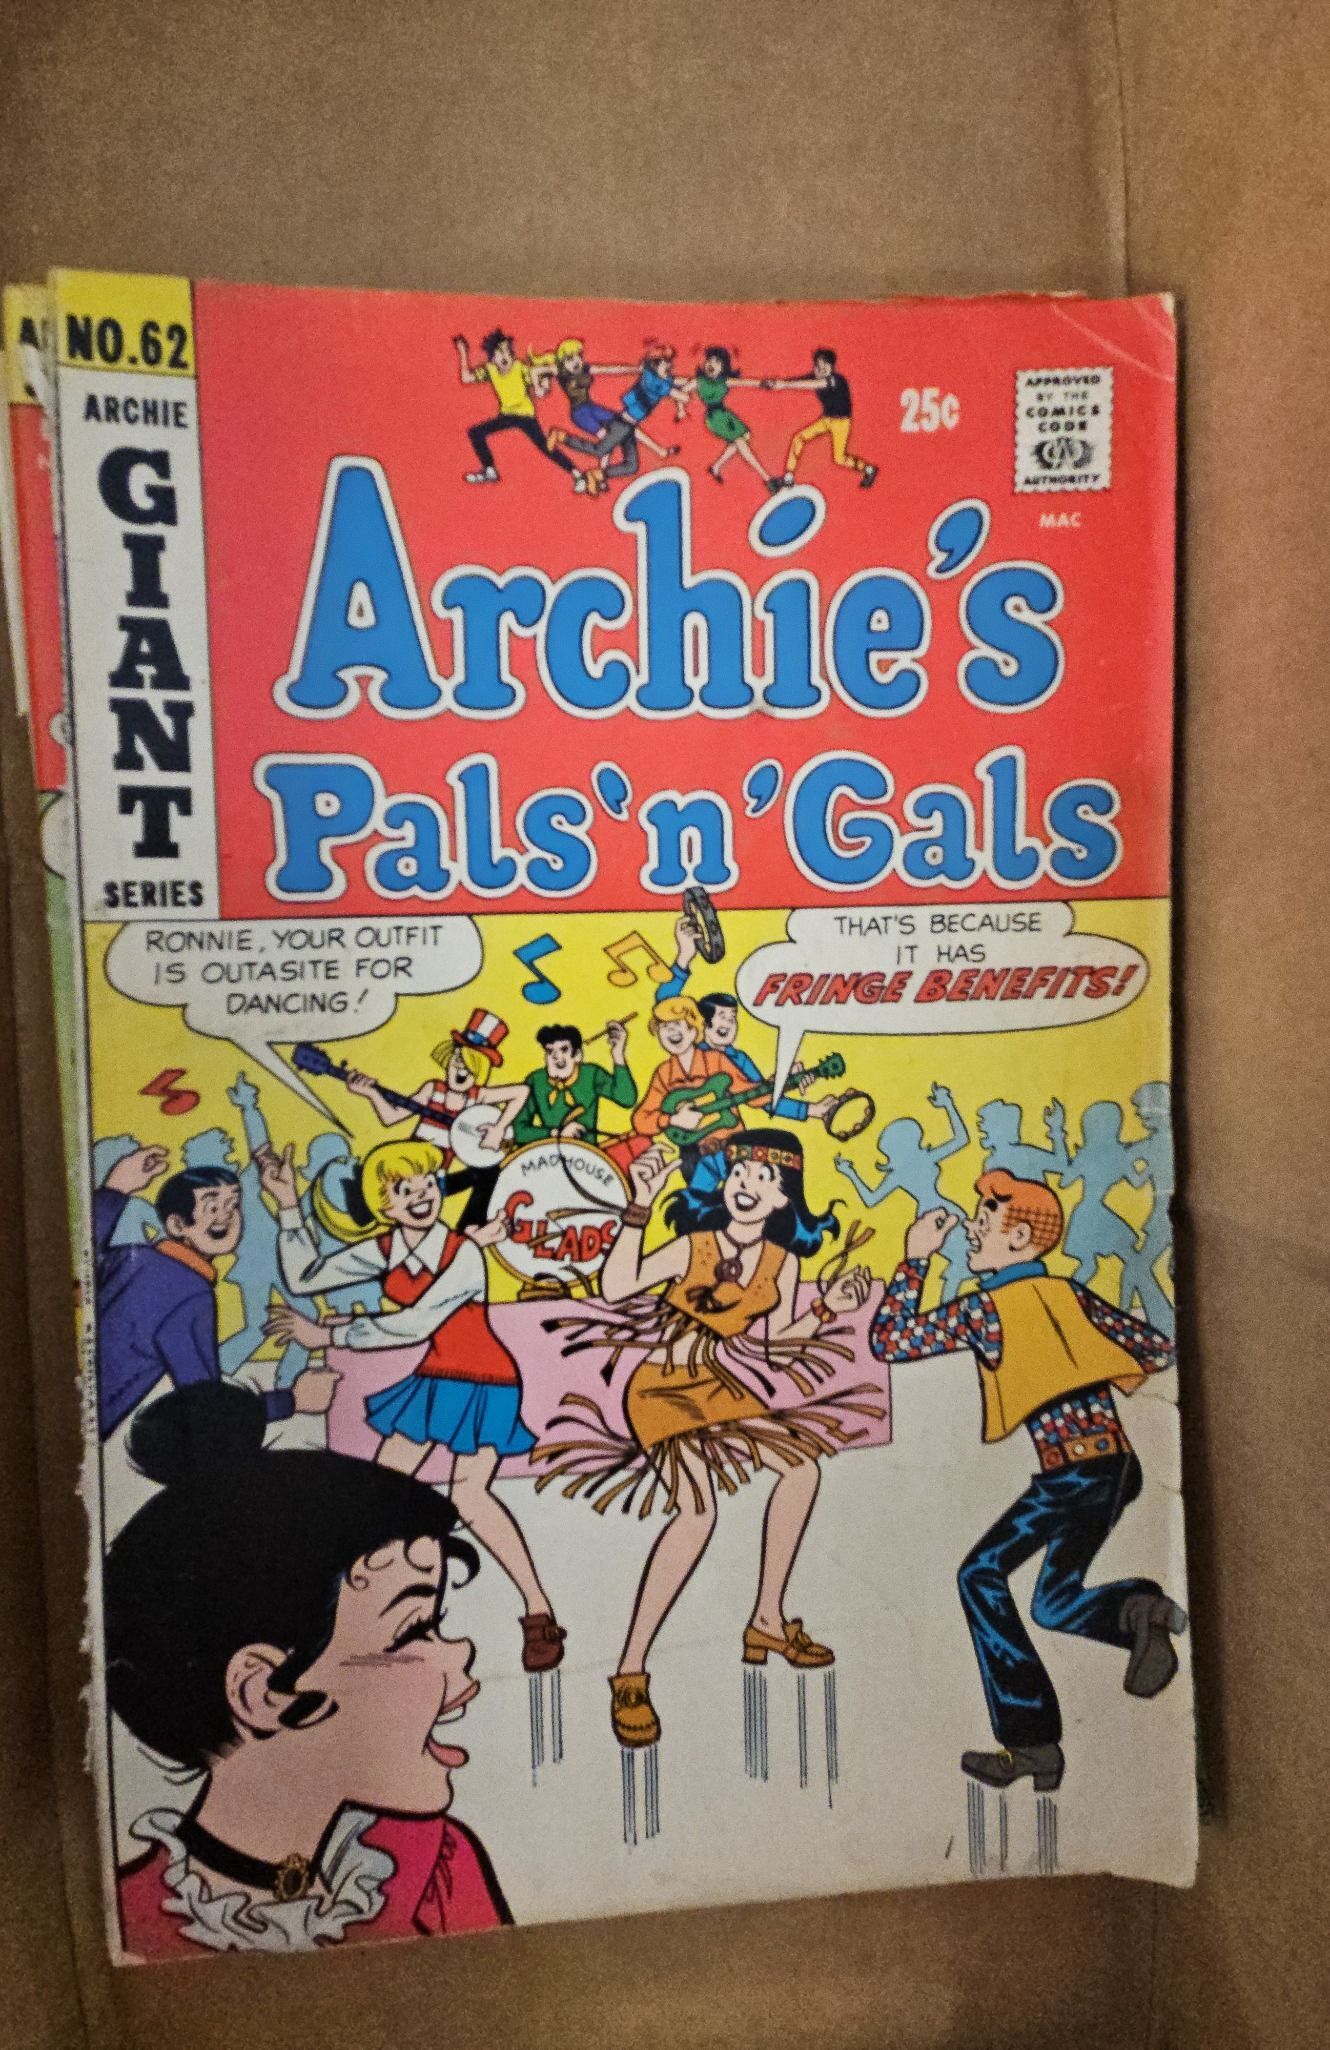 NO.62
ARCHIE
GIANT
SERIES
25¢
APPROVED
BY THE
COMICS
CODE
AUTHORITY
MAC
Archie's
Pals 'n' Gals
RONNIE, YOUR OUTFIT
IS OUTASITE FOR
DANCING!
THAT'S BECAUSE
IT HAS
FRINGE BENEFITS!
MADHOUSE
GLADS